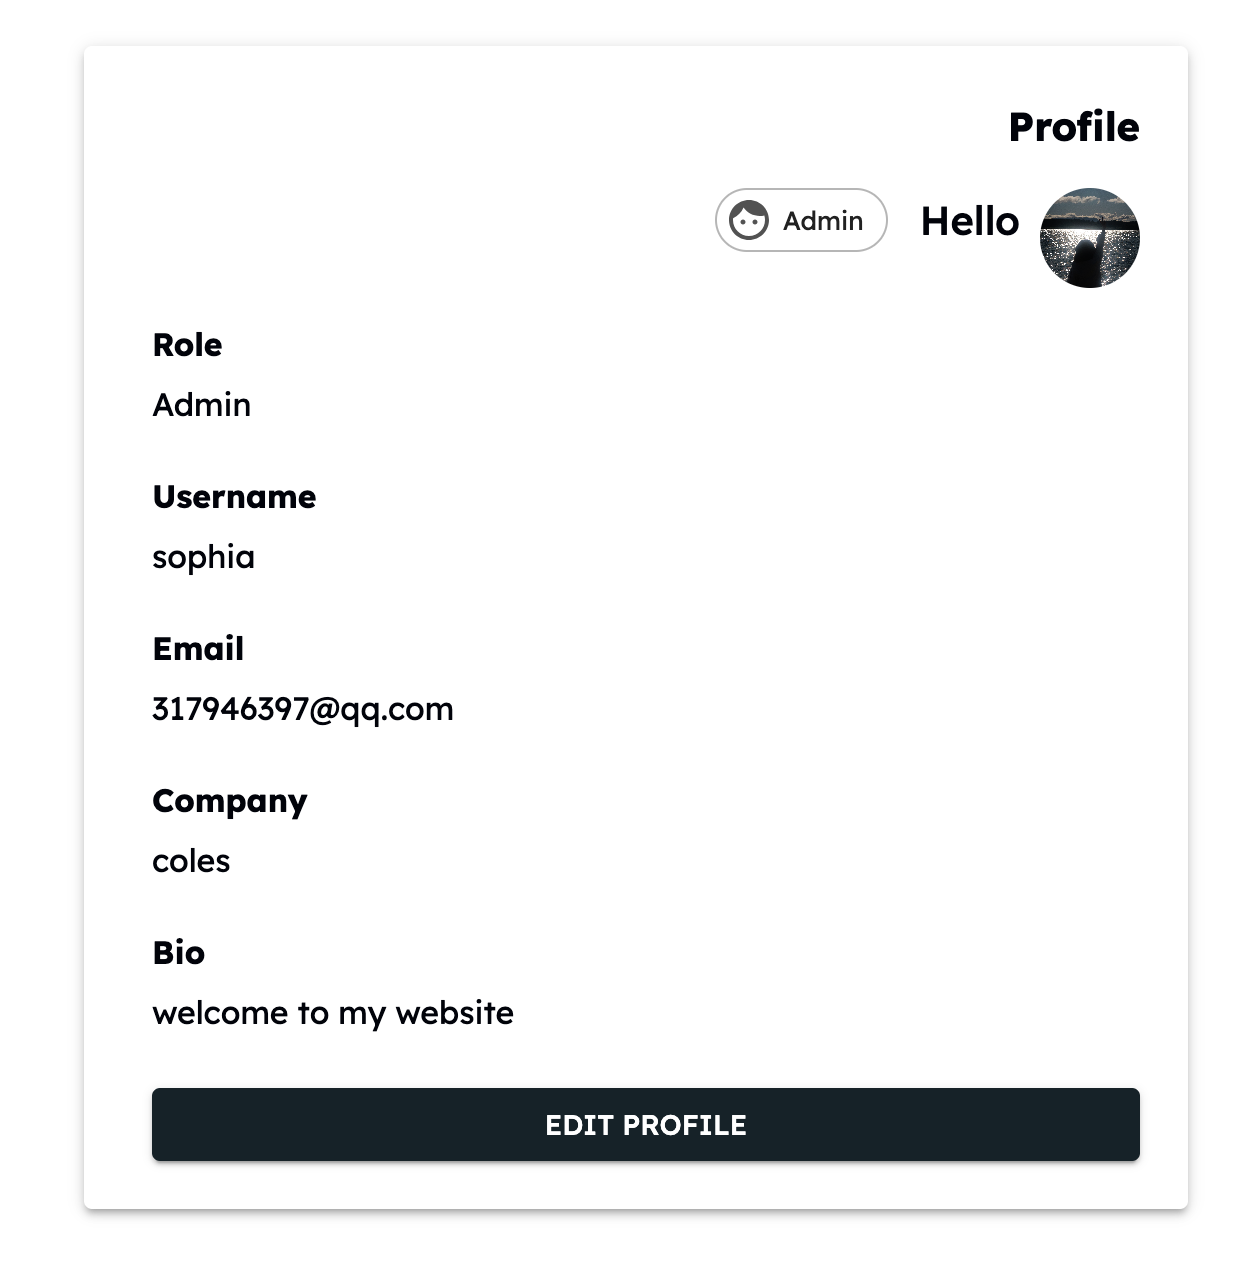 Profile
Admin Hello
Role
Admin
Username
sophia
Email
317946397@qq.com
Company
coles
Bio
welcome to my website
EDIT PROFILE